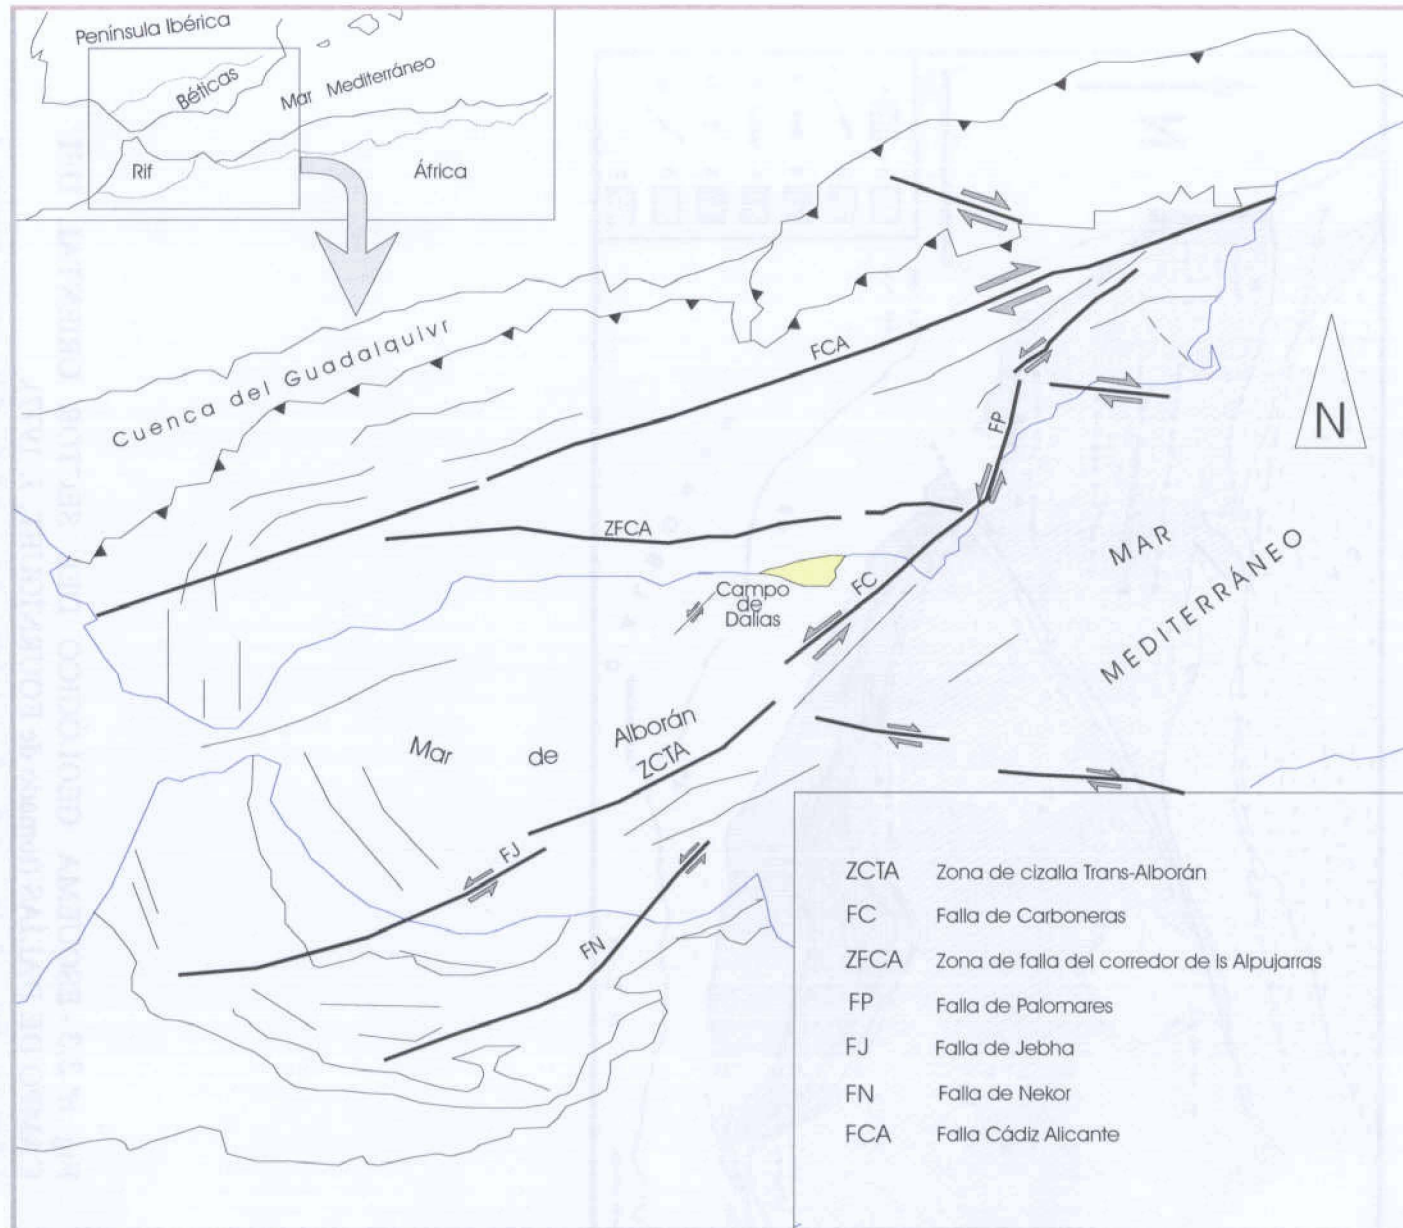 Península Ibérica
Béticas
Mar Mediterráneo
Rif
África
Cuenca del Guadalquivr
FCA
FP
N
ZFCA
MAR
MEDITERRÁNEO
Campo
de
Dallas
FC
Mar de Alborán
ZCTA
FJ
FN
ZCTA Zona de cizalla Trans-Alborán
FC Falla de Carboneras
ZFCA Zona de falla del corredor de ls Alpujarras
FP Falla de Palomares
FJ Falla de Jebha
FN Falla de Nekor
FCA Falla Cádiz Alicante